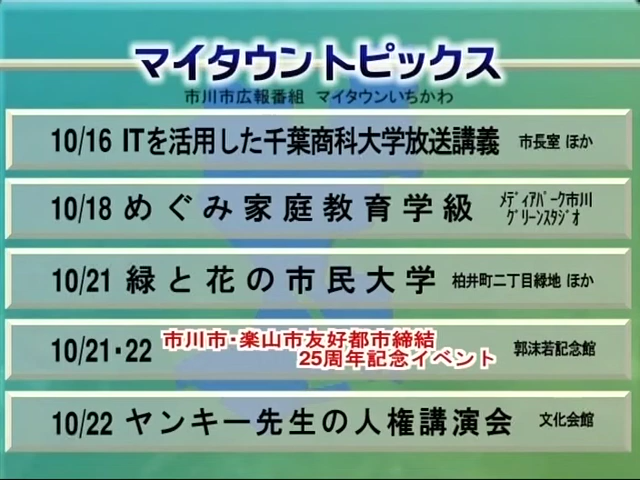 マイタウントピックス
市川市広報番組 マイタウンいちかわ
10/16 ITを活用した千葉商科大学放送講義 市長室 ほか
10/18 めぐみ家庭教育学級 ﾒﾃﾞｨｱﾊﾟｰｸ市川
ｸﾞﾘｰﾝｽﾀｼﾞｵ
10/21 緑と花の市民大学 柏井町二丁目緑地 ほか
10/21・22 市川市・楽山市友好都市締結
25周年記念イベント 郭沫若記念館
10/22 ヤンキー先生の人権講演会 文化会館